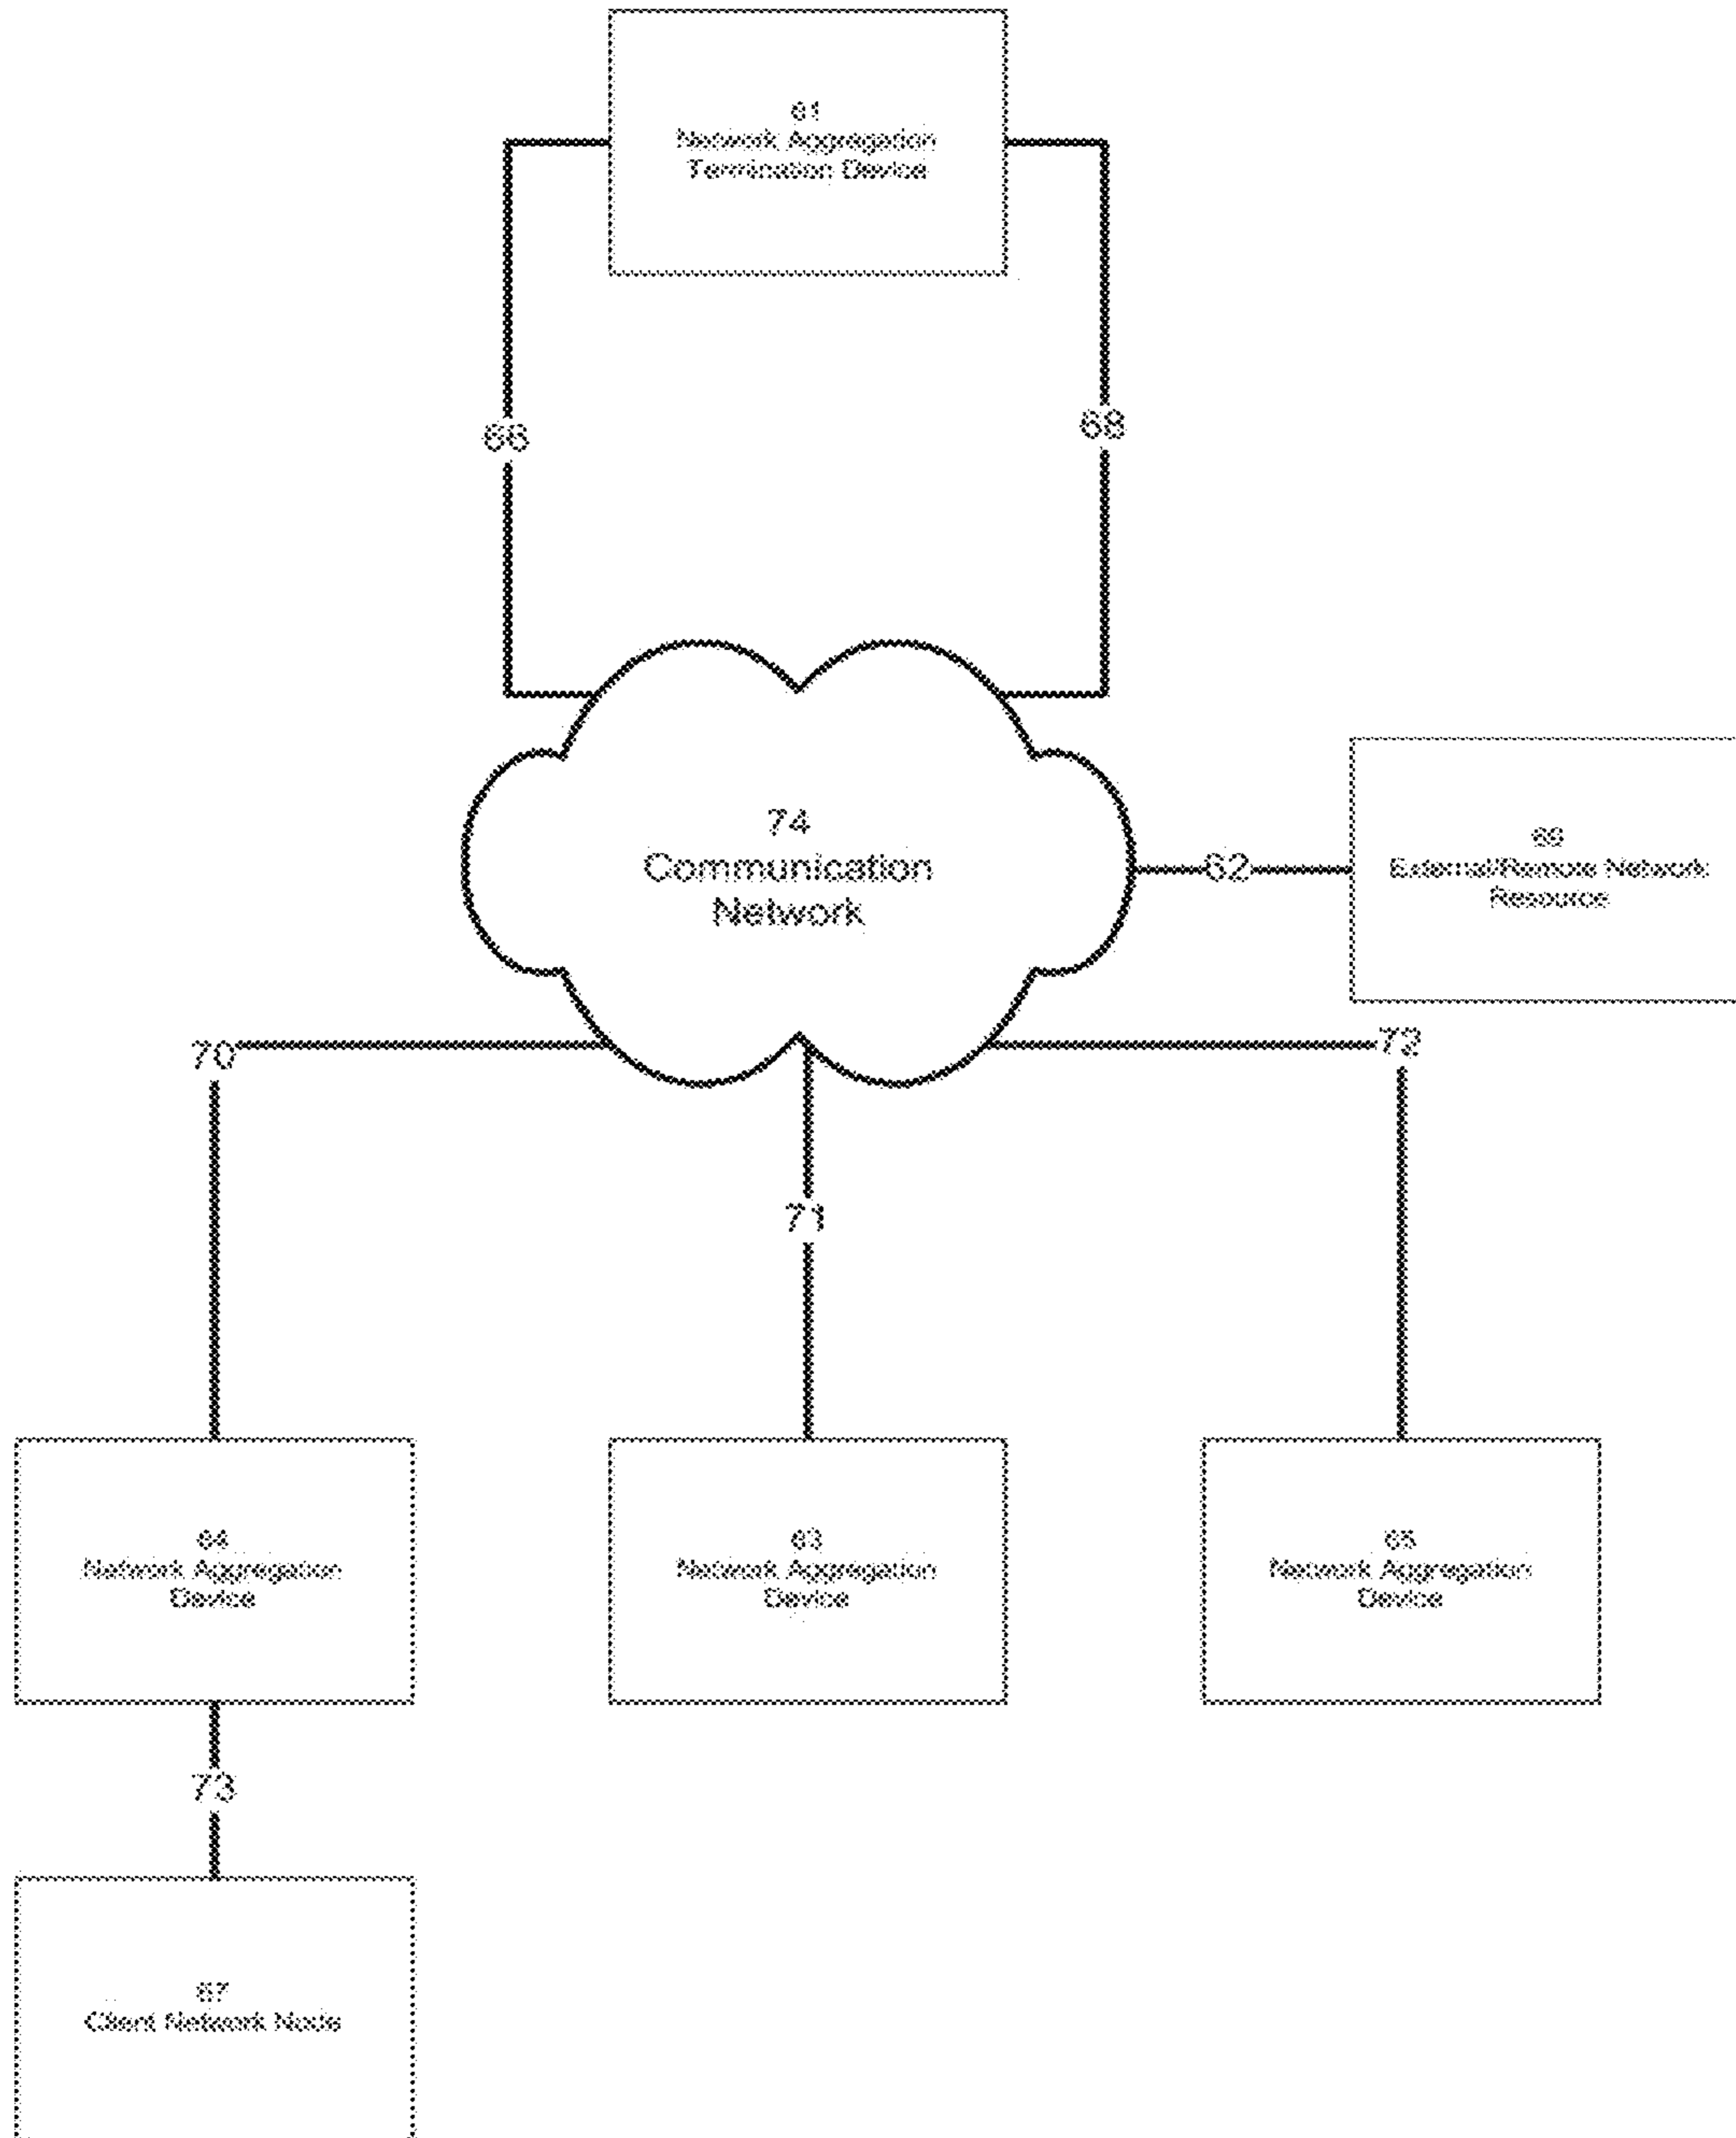 61
Network Aggregation
Termination Device
66
68
74
Communication
Network
62
69
External/Remote Network
Resource
70
72
71
64
Network Aggregation
Device
63
Network Aggregation
Device
65
Network Aggregation
Device
73
67
Client Network Node